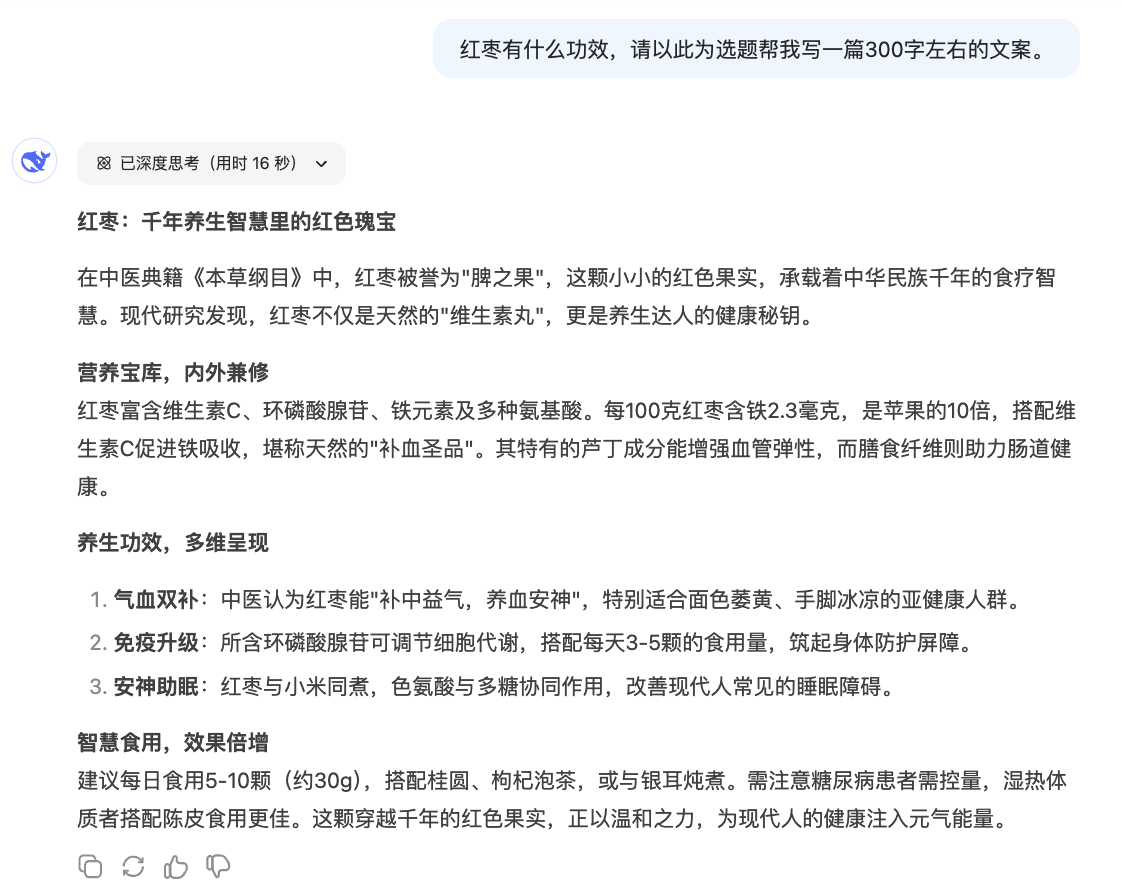 红枣有什么功效，请以此为选题帮我写一篇300字左右的文案。
已深度思考（用时 16 秒）
红枣：千年养生智慧里的红色瑰宝
在中医典籍《本草纲目》中，红枣被誉为"脾之果"，这颗小小的红色果实，承载着中华民族千年的食疗智
慧。现代研究发现，红枣不仅是天然的"维生素丸"，更是养生达人的健康秘钥。
营养宝库，内外兼修
红枣富含维生素C、环磷酸腺苷、铁元素及多种氨基酸。每100克红枣含铁2.3毫克，是苹果的10倍，搭配维
生素C促进铁吸收，堪称天然的"补血圣品"。其特有的芦丁成分能增强血管弹性，而膳食纤维则助力肠道健
康。
养生功效，多维呈现
1. 气血双补：中医认为红枣能"补中益气，养血安神"，特别适合面色萎黄、手脚冰凉的亚健康人群。
2. 免疫升级：所含环磷酸腺苷可调节细胞代谢，搭配每天3-5颗的食用量，筑起身体防护屏障。
3. 安神助眠：红枣与小米同煮，色氨酸与多糖协同作用，改善现代人常见的睡眠障碍。
智慧食用，效果倍增
建议每日食用5-10颗（约30g），搭配桂圆、枸杞泡茶，或与银耳炖煮。需注意糖尿病患者需控量，湿热体
质者搭配陈皮食用更佳。这颗穿越千年的红色果实，正以温和之力，为现代人的健康注入元气能量。